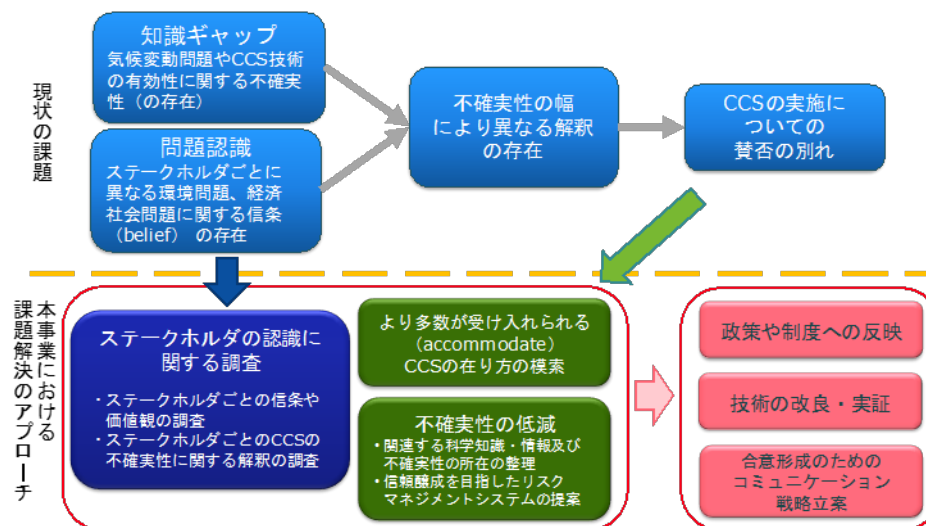 現状の課題
知識ギャップ
気候変動問題やCCS技術
の有効性に関する不確実
性（の存在）
問題認識
ステークホルダごとに
異なる環境問題、経済
社会問題に関する信条
（belief） の存在
不確実性の幅
により異なる解釈
の存在
CCSの実施に
ついての
賛否の別れ
本事業における
課題解決のアプローチ
ステークホルダの認識に
関する調査
・ステークホルダごとの信条や
価値観の調査
・ステークホルダごとのCCSの
不確実性に関する解釈の調査
より多数が受け入れられる
（accommodate）
CCSの在り方の模索
不確実性の低減
・関連する科学知識・情報及び
不確実性の所在の整理
・信頼醸成を目指したリスク
マネジメントシステムの提案
政策や制度への反映
技術の改良・実証
合意形成のための
コミュニケーション
戦略立案